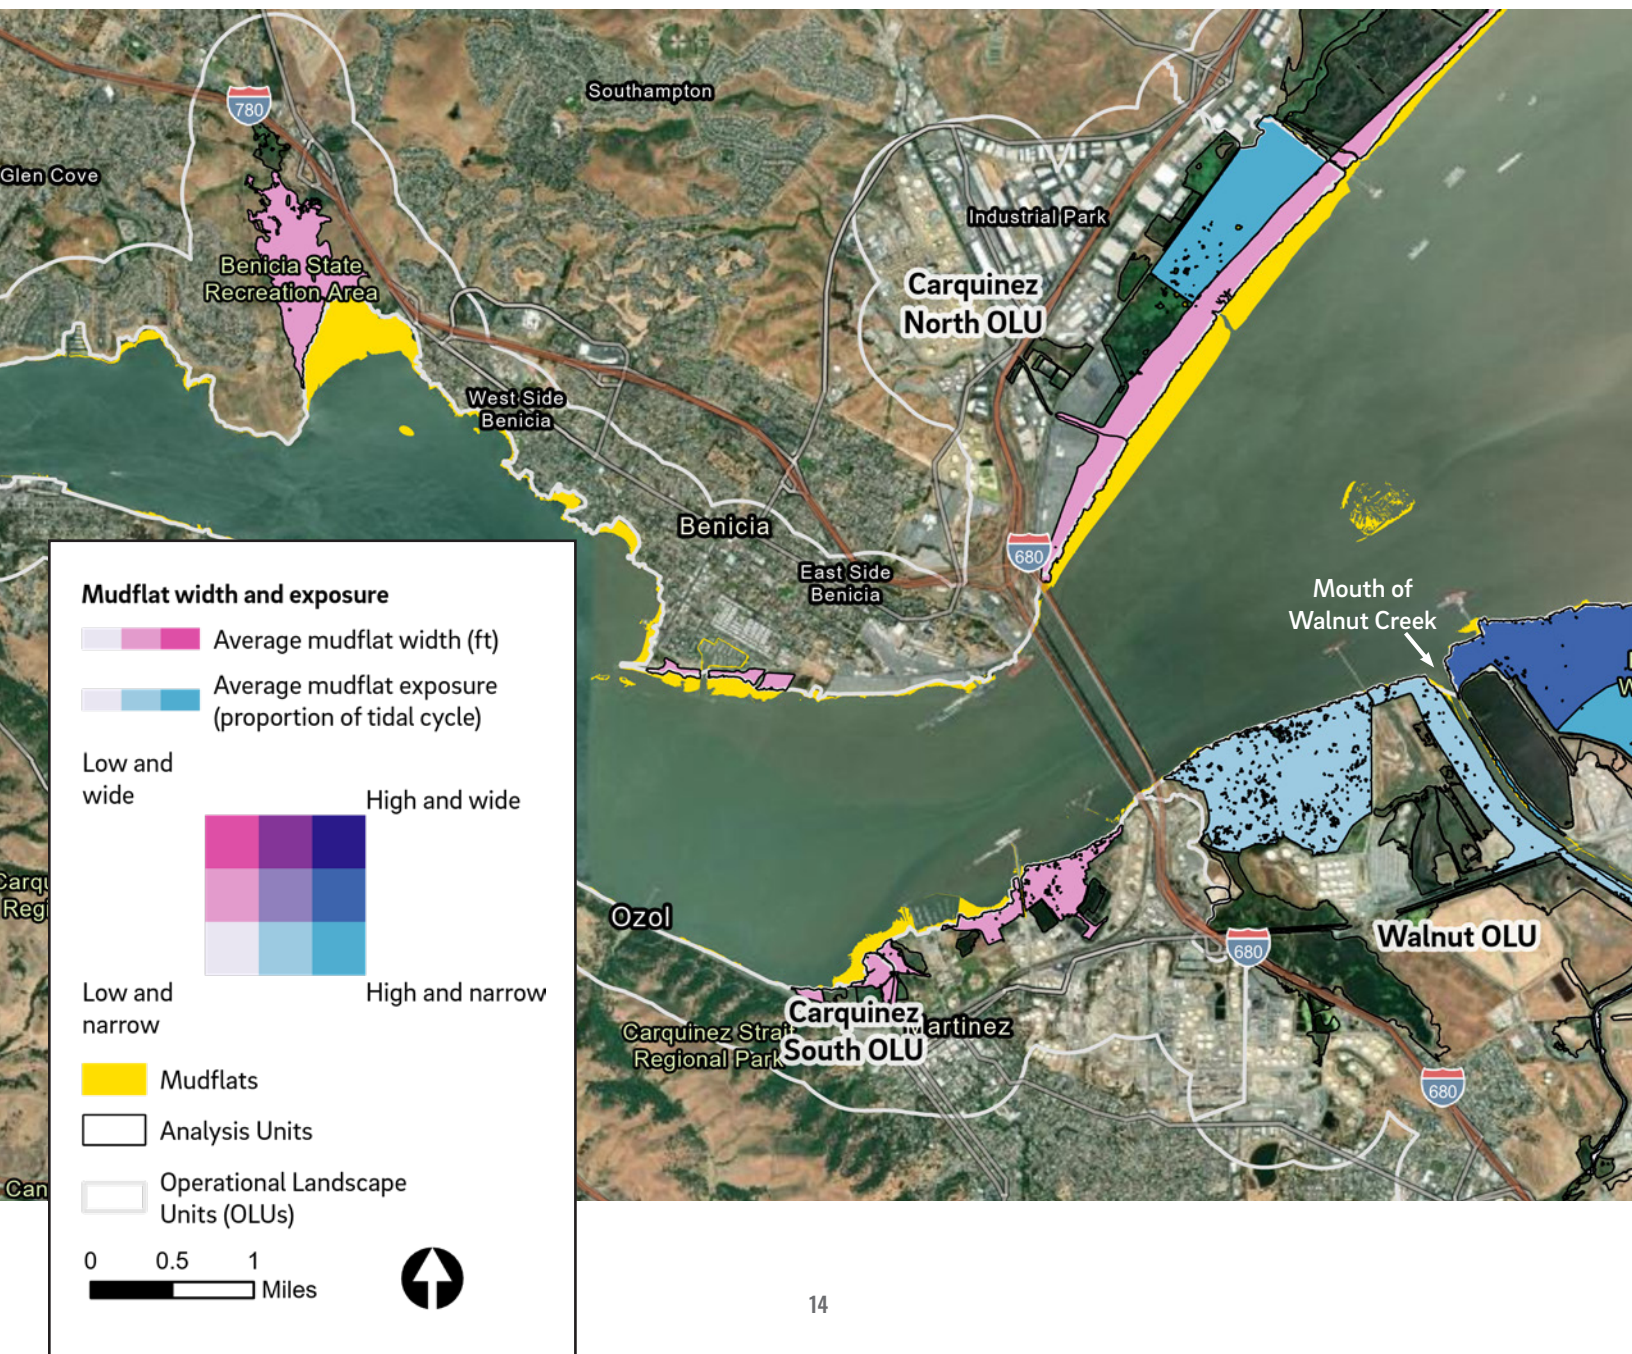 780
Southampton
Glen Cove
Industrial Park
Benicia State
Recreation Area
Carquinez
North OLU
West Side
Benicia
Benicia
680
East Side
Benicia
Mouth of
Walnut Creek
Mudflat width and exposure
Average mudflat width (ft)
Average mudflat exposure
(proportion of tidal cycle)
Low and
wide
High and wide
Low and
narrow
High and narrow
Mudflats
Analysis Units
Operational Landscape
Units (OLUs)
0 0.5 1
Miles
Carqu
Regi
Can
Ozol
Walnut OLU
680
Carquinez
South OLU
Martinez
Carquinez Strait
Regional Park
680
14